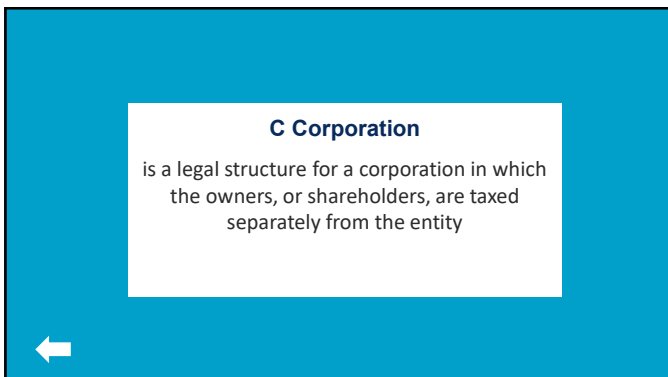 C Corporation
is a legal structure for a corporation in which
the owners, or shareholders, are taxed
separately from the entity